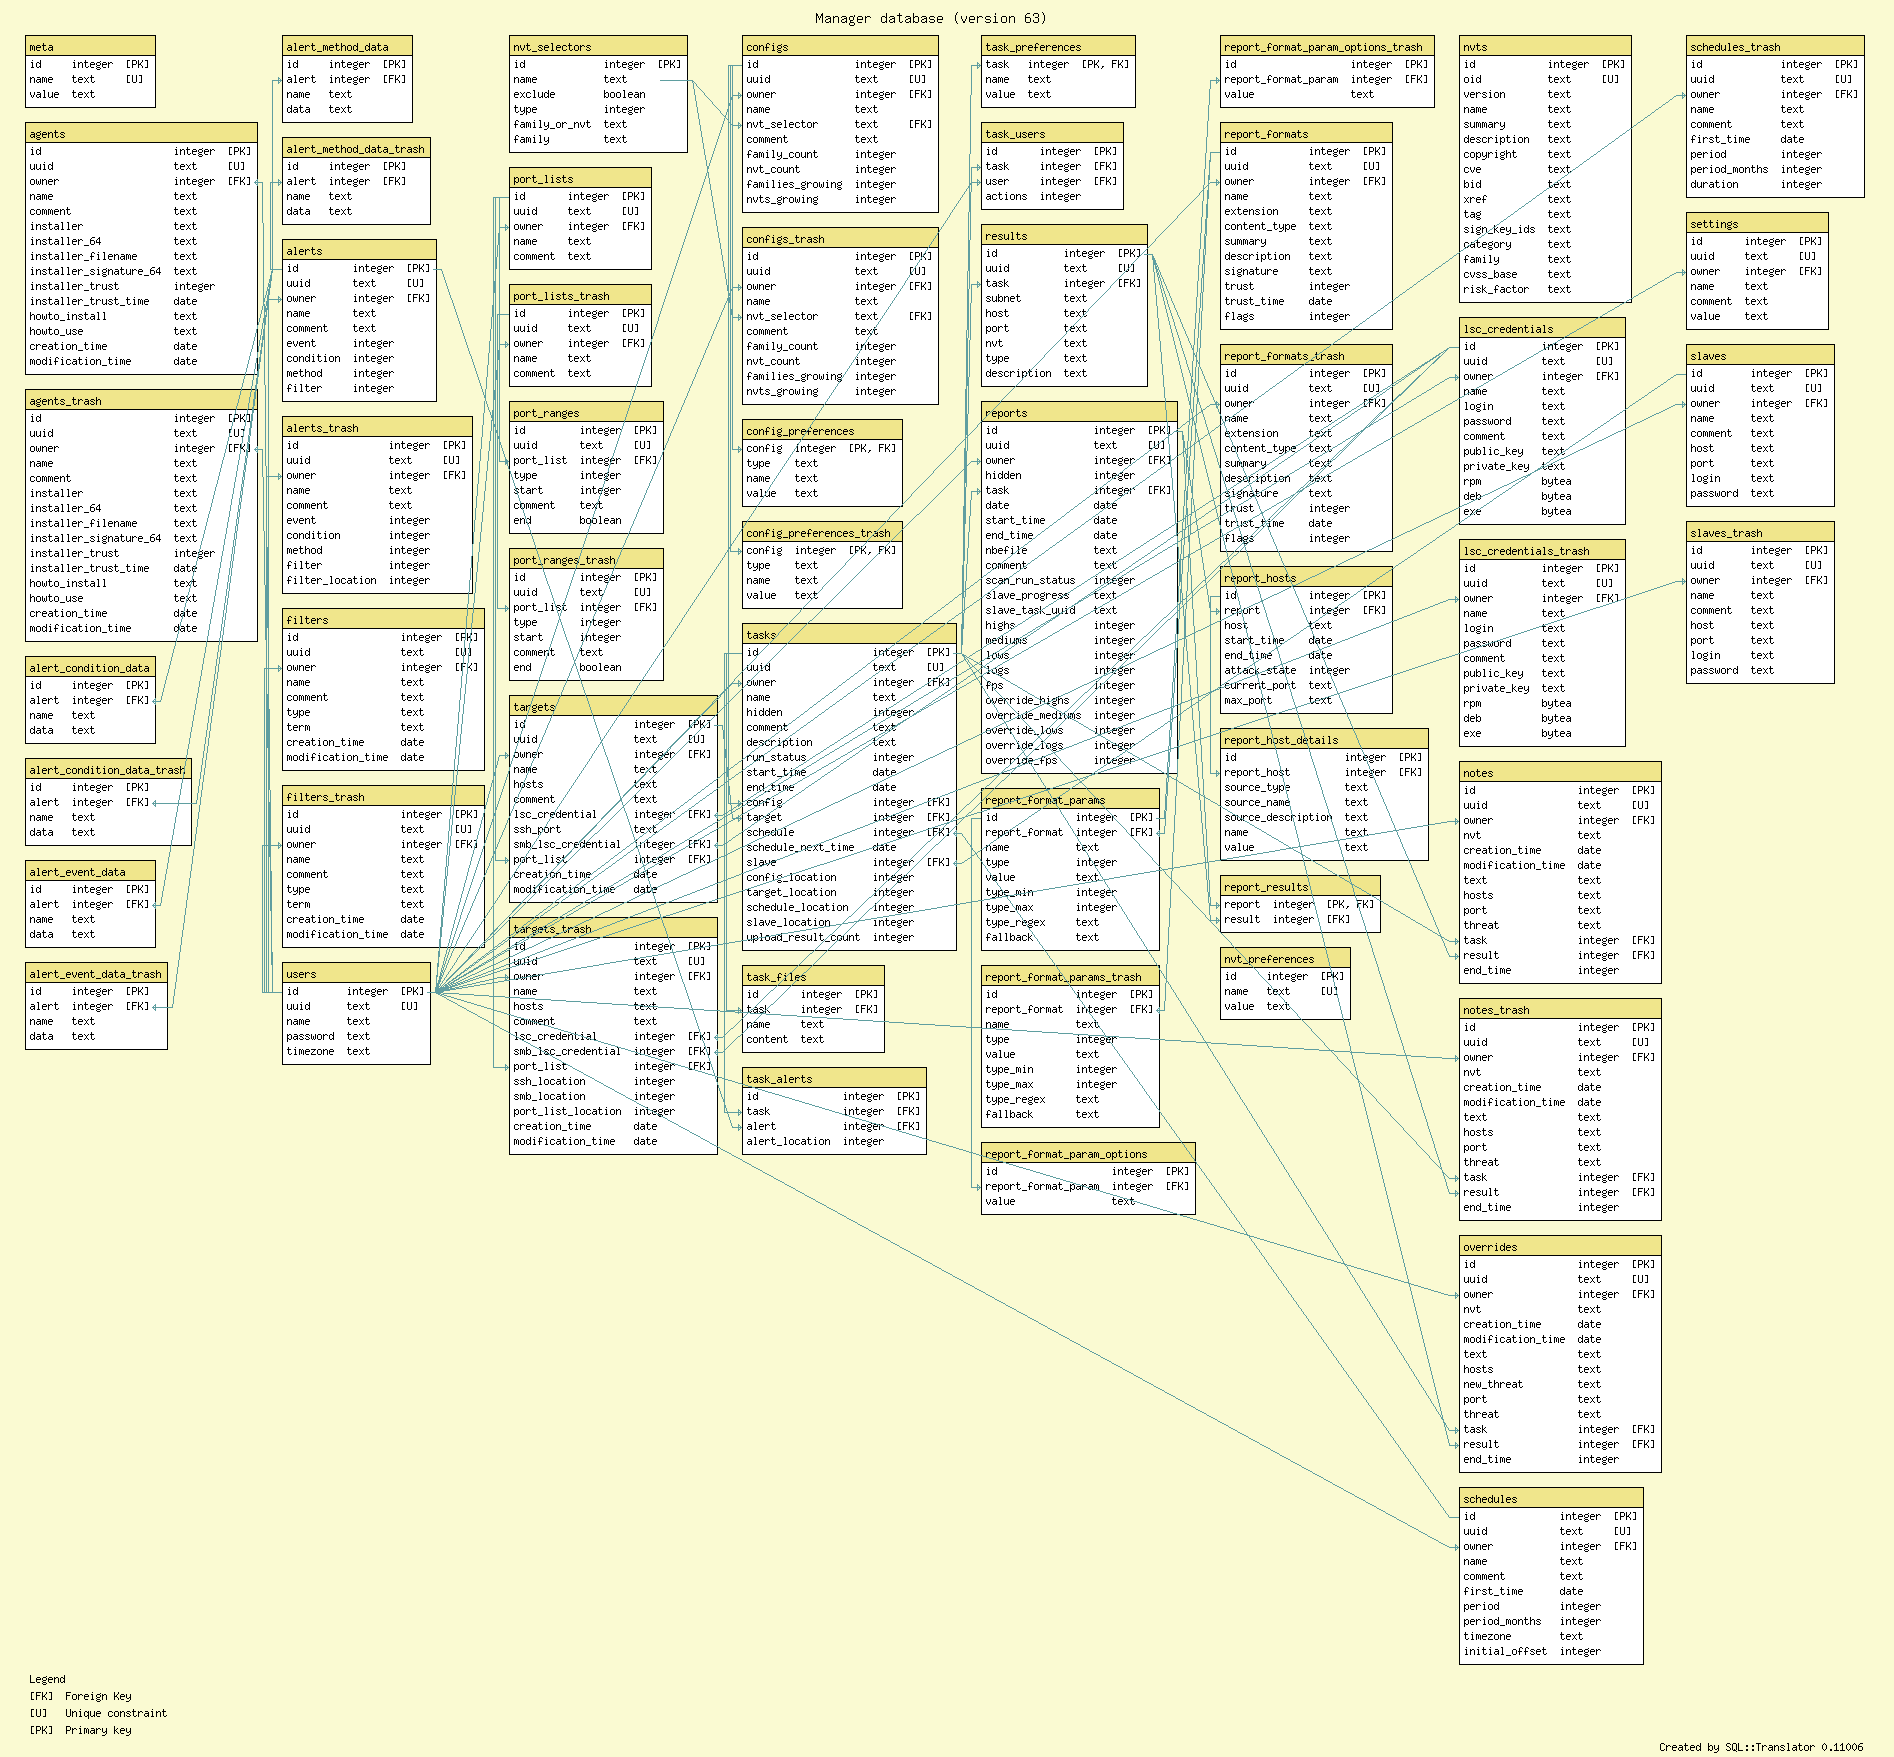 Manager database (version 63)
meta
id integer [PK]
name text [U]
value text
agents
id integer [PK]
uuid text [U]
owner integer [FK]
name text
comment text
installer text
installer_64 text
installer_filename text
installer_signature_64 text
installer_trust integer
installer_trust_time date
howto_install text
howto_use text
creation_time date
modification_time date
agents_trash
id integer [PK]
uuid text [U]
owner integer [FK]
name text
comment text
installer text
installer_64 text
installer_filename text
installer_signature_64 text
installer_trust integer
installer_trust_time date
howto_install text
howto_use text
creation_time date
modification_time date
alert_condition_data
id integer [PK]
alert integer [FK]
name text
data text
alert_condition_data_trash
id integer [PK]
alert integer [FK]
name text
data text
alert_event_data
id integer [PK]
alert integer [FK]
name text
data text
alert_event_data_trash
id integer [PK]
alert integer [FK]
name text
data text
alert_method_data
id integer [PK]
alert integer [FK]
name text
data text
alert_method_data_trash
id integer [PK]
alert integer [FK]
name text
data text
alerts
id integer [PK]
uuid text [U]
owner integer [FK]
name text
comment text
event integer
condition integer
method integer
filter integer
alerts_trash
id integer [PK]
uuid text [U]
owner integer [FK]
name text
comment text
event integer
condition integer
method integer
filter integer
filter_location integer
filters
id integer [PK]
uuid text [U]
owner integer [FK]
name text
comment text
type text
term text
creation_time date
modification_time date
filters_trash
id integer [PK]
uuid text [U]
owner integer [FK]
name text
comment text
type text
term text
creation_time date
modification_time date
users
id integer [PK]
uuid text [U]
name text
password text
timezone text
nvt_selectors
id integer [PK]
name text
exclude boolean
type integer
family_or_nvt text
family text
port_lists
id integer [PK]
uuid text [U]
owner integer [FK]
name text
comment text
port_lists_trash
id integer [PK]
uuid text [U]
owner integer [FK]
name text
comment text
port_ranges
id integer [PK]
uuid text [U]
port_list integer [FK]
type integer
start integer
comment text
end boolean
port_ranges_trash
id integer [PK]
uuid text [U]
port_list integer [FK]
type integer
start integer
comment text
end boolean
targets
id integer [PK]
uuid text [U]
owner integer [FK]
name text
hosts text
comment text
lsc_credential integer [FK]
ssh_port text
smb_lsc_credential integer [FK]
port_list integer [FK]
creation_time date
modification_time date
targets_trash
id integer [PK]
uuid text [U]
owner integer [FK]
name text
hosts text
comment text
lsc_credential integer [FK]
smb_lsc_credential integer [FK]
port_list integer [FK]
ssh_location integer
smb_location integer
port_list_location integer
creation_time date
modification_time date
configs
id integer [PK]
uuid text [U]
owner integer [FK]
name text
nvt_selector text [FK]
comment text
family_count integer
nvt_count integer
families_growing integer
nvts_growing integer
configs_trash
id integer [PK]
uuid text [U]
owner integer [FK]
name text
nvt_selector text [FK]
comment text
family_count integer
nvt_count integer
families_growing integer
nvts_growing integer
config_preferences
config integer [PK, FK]
type text
name text
value text
config_preferences_trash
config integer [PK, FK]
type text
name text
value text
tasks
id integer [PK]
uuid text [U]
owner integer [FK]
name text
hidden integer
comment text
description text
run_status integer
start_time date
end_time date
config integer [FK]
target integer [FK]
schedule integer [FK]
schedule_next_time date
slave integer [FK]
config_location integer
target_location integer
schedule_location integer
slave_location integer
upload_result_count integer
task_files
id integer [PK]
task integer [FK]
name text
content text
task_alerts
id integer [PK]
task integer [FK]
alert integer [FK]
alert_location integer
task_preferences
task integer [PK, FK]
name text
value text
task_users
id integer [PK]
task integer [FK]
user integer [FK]
actions integer
results
id integer [PK]
uuid text [U]
task integer [FK]
subnet text
host text
port text
nvt text
type text
description text
reports
id integer [PK]
uuid text [U]
owner integer [FK]
hidden integer
task integer [FK]
date date
start_time date
end_time date
nbefile text
comment text
scan_run_status integer
slave_progress text
slave_task_uuid text
highs integer
mediums integer
lows integer
logs integer
fps integer
override_highs integer
override_mediums integer
override_lows integer
override_logs integer
override_fps integer
report_format_params
id integer [PK]
report_format integer [FK]
name text
type integer
value text
type_min integer
type_max integer
type_regex text
fallback text
report_format_params_trash
id integer [PK]
report_format integer [FK]
name text
type integer
value text
type_min integer
type_max integer
type_regex text
fallback text
report_format_param_options
id integer [PK]
report_format_param integer [FK]
value text
report_format_param_options_trash
id integer [PK]
report_format_param integer [FK]
value text
report_formats
id integer [PK]
uuid text [U]
owner integer [FK]
name text
extension text
content_type text
summary text
description text
signature text
trust integer
trust_time date
flags integer
report_formats_trash
id integer [PK]
uuid text [U]
owner integer [FK]
name text
extension text
content_type text
summary text
description text
signature text
trust integer
trust_time date
flags integer
report_hosts
id integer [PK]
report integer [FK]
host text
start_time date
end_time date
attack_state integer
current_port text
max_port text
report_host_details
id integer [PK]
report_host integer [FK]
source_type text
source_name text
source_description text
name text
value text
report_results
report integer [PK, FK]
result integer [FK]
nvt_preferences
id integer [PK]
name text [U]
value text
nvts
id integer [PK]
oid text [U]
version text
name text
summary text
description text
copyright text
cve text
bid text
xref text
tag text
sign_key_ids text
category text
family text
cvss_base text
risk_factor text
lsc_credentials
id integer [PK]
uuid text [U]
owner integer [FK]
name text
login text
password text
comment text
public_key text
private_key text
rpm bytea
deb bytea
exe bytea
lsc_credentials_trash
id integer [PK]
uuid text [U]
owner integer [FK]
name text
login text
password text
comment text
public_key text
private_key text
rpm bytea
deb bytea
exe bytea
notes
id integer [PK]
uuid text [U]
owner integer [FK]
nvt text
creation_time date
modification_time date
text text
hosts text
port text
threat text
task integer [FK]
result integer [FK]
end_time integer
notes_trash
id integer [PK]
uuid text [U]
owner integer [FK]
nvt text
creation_time date
modification_time date
text text
hosts text
port text
threat text
task integer [FK]
result integer [FK]
end_time integer
overrides
id integer [PK]
uuid text [U]
owner integer [FK]
nvt text
creation_time date
modification_time date
text text
hosts text
new_threat text
port text
threat text
task integer [FK]
result integer [FK]
end_time integer
schedules
id integer [PK]
uuid text [U]
owner integer [FK]
name text
comment text
first_time date
period integer
period_months integer
timezone text
initial_offset integer
schedules_trash
id integer [PK]
uuid text [U]
owner integer [FK]
name text
comment text
first_time date
period integer
period_months integer
duration integer
settings
id integer [PK]
uuid text [U]
owner integer [FK]
name text
comment text
value text
slaves
id integer [PK]
uuid text [U]
owner integer [FK]
name text
comment text
host text
port text
login text
password text
slaves_trash
id integer [PK]
uuid text [U]
owner integer [FK]
name text
comment text
host text
port text
login text
password text
Legend
[FK] Foreign Key
[U] Unique constraint
[PK] Primary key
Created by SQL::Translator 0.11006